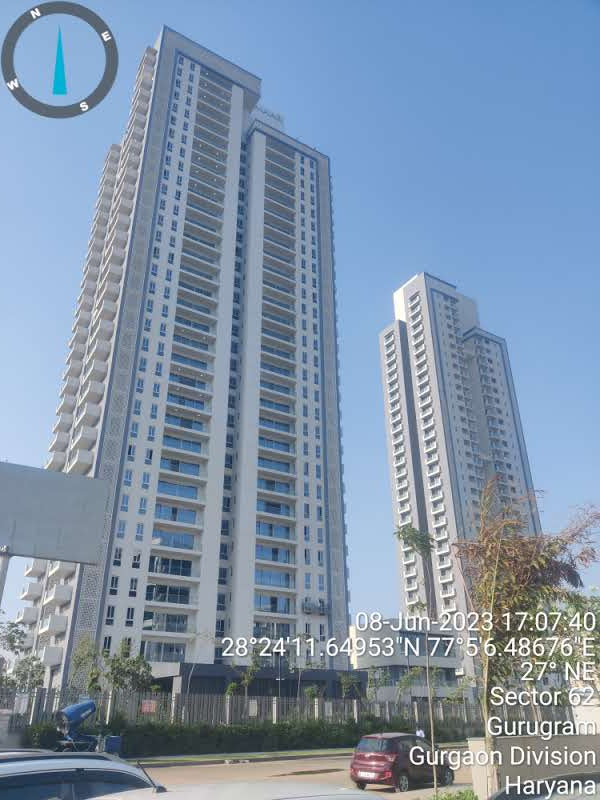 N
E
W
S
08-Jun-2023 17:07:40
28°24'11.64953"N 77°5'6.48676"E
27° NE
Sector 62
Gurugram
Gurgaon Division
Haryana